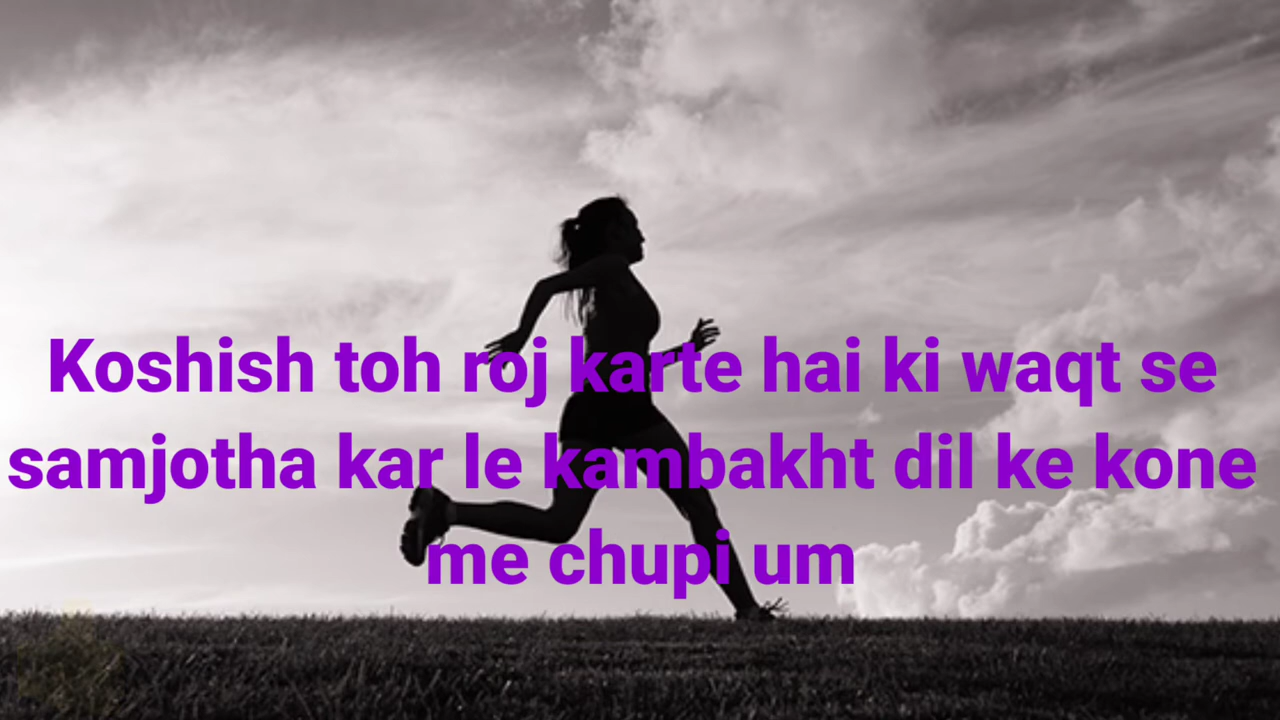 Koshish toh roj karte hai ki waqt se
samjotha kar le kambakht dil ke kone
me chupi um